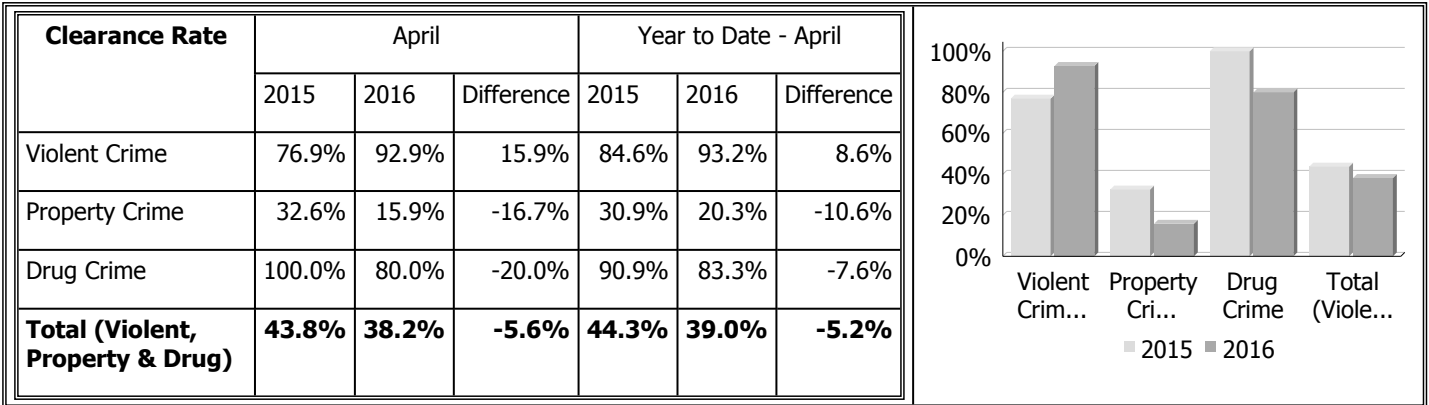 Clearance Rate April Year to Date - April
2015 2016 Difference 2015 2016 Difference
Violent Crime 76.9% 92.9% 15.9% 84.6% 93.2% 8.6%
Property Crime 32.6% 15.9% -16.7% 30.9% 20.3% -10.6%
Drug Crime 100.0% 80.0% -20.0% 90.9% 83.3% -7.6%
Total (Violent,
Property & Drug) 43.8% 38.2% -5.6% 44.3% 39.0% -5.2%
100%
80%
60%
40%
20%
0%
Violent Property Drug Total
Crim... Cri... Crime (Viole...
2015 2016